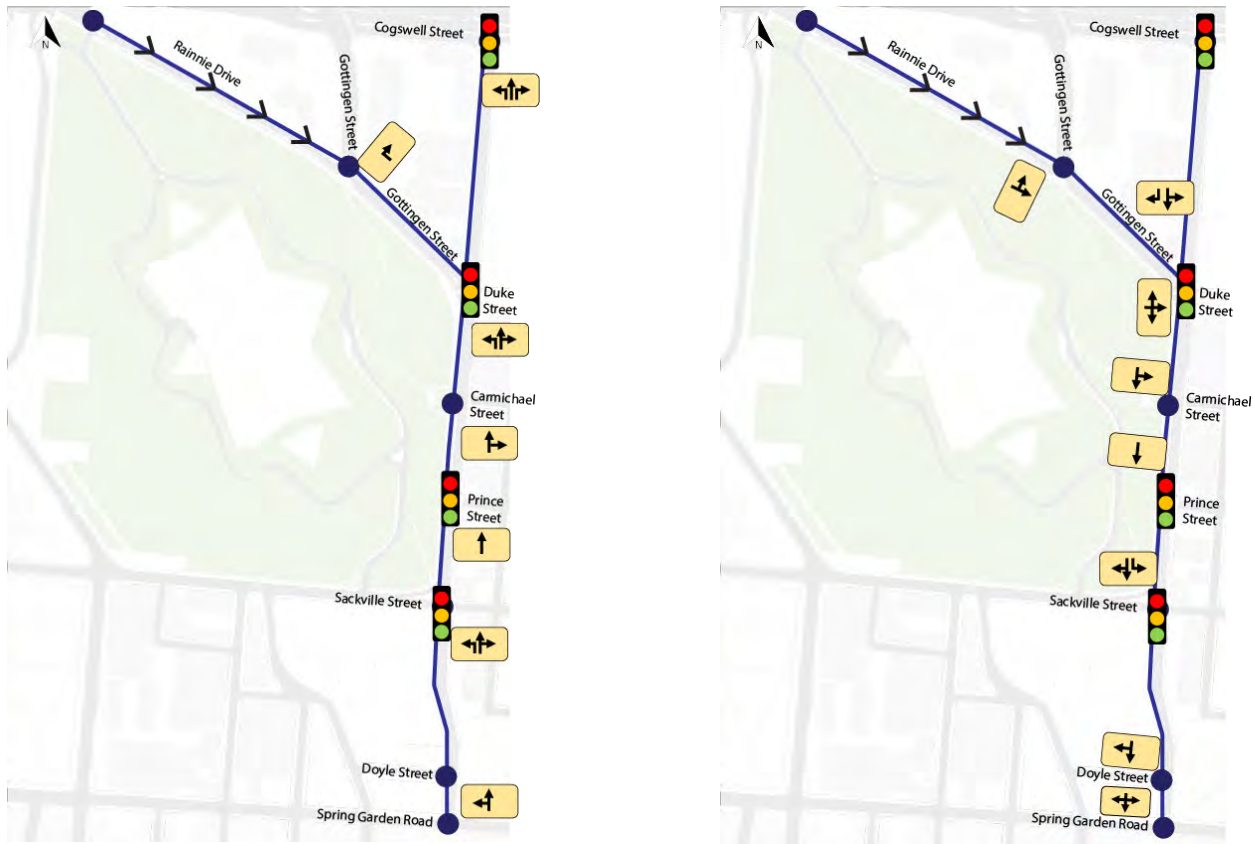 Cogswell Street
N
Rainnie Drive
Gottingen Street
Gottingen Street
Duke
Street
Carmichael
Street
Prince
Street
Sackville Street
Doyle Street
Spring Garden Road
Cogswell Street
N
Rainnie Drive
Gottingen Street
Gottingen Street
Duke
Street
Carmichael
Street
Prince
Street
Sackville Street
Doyle Street
Spring Garden Road